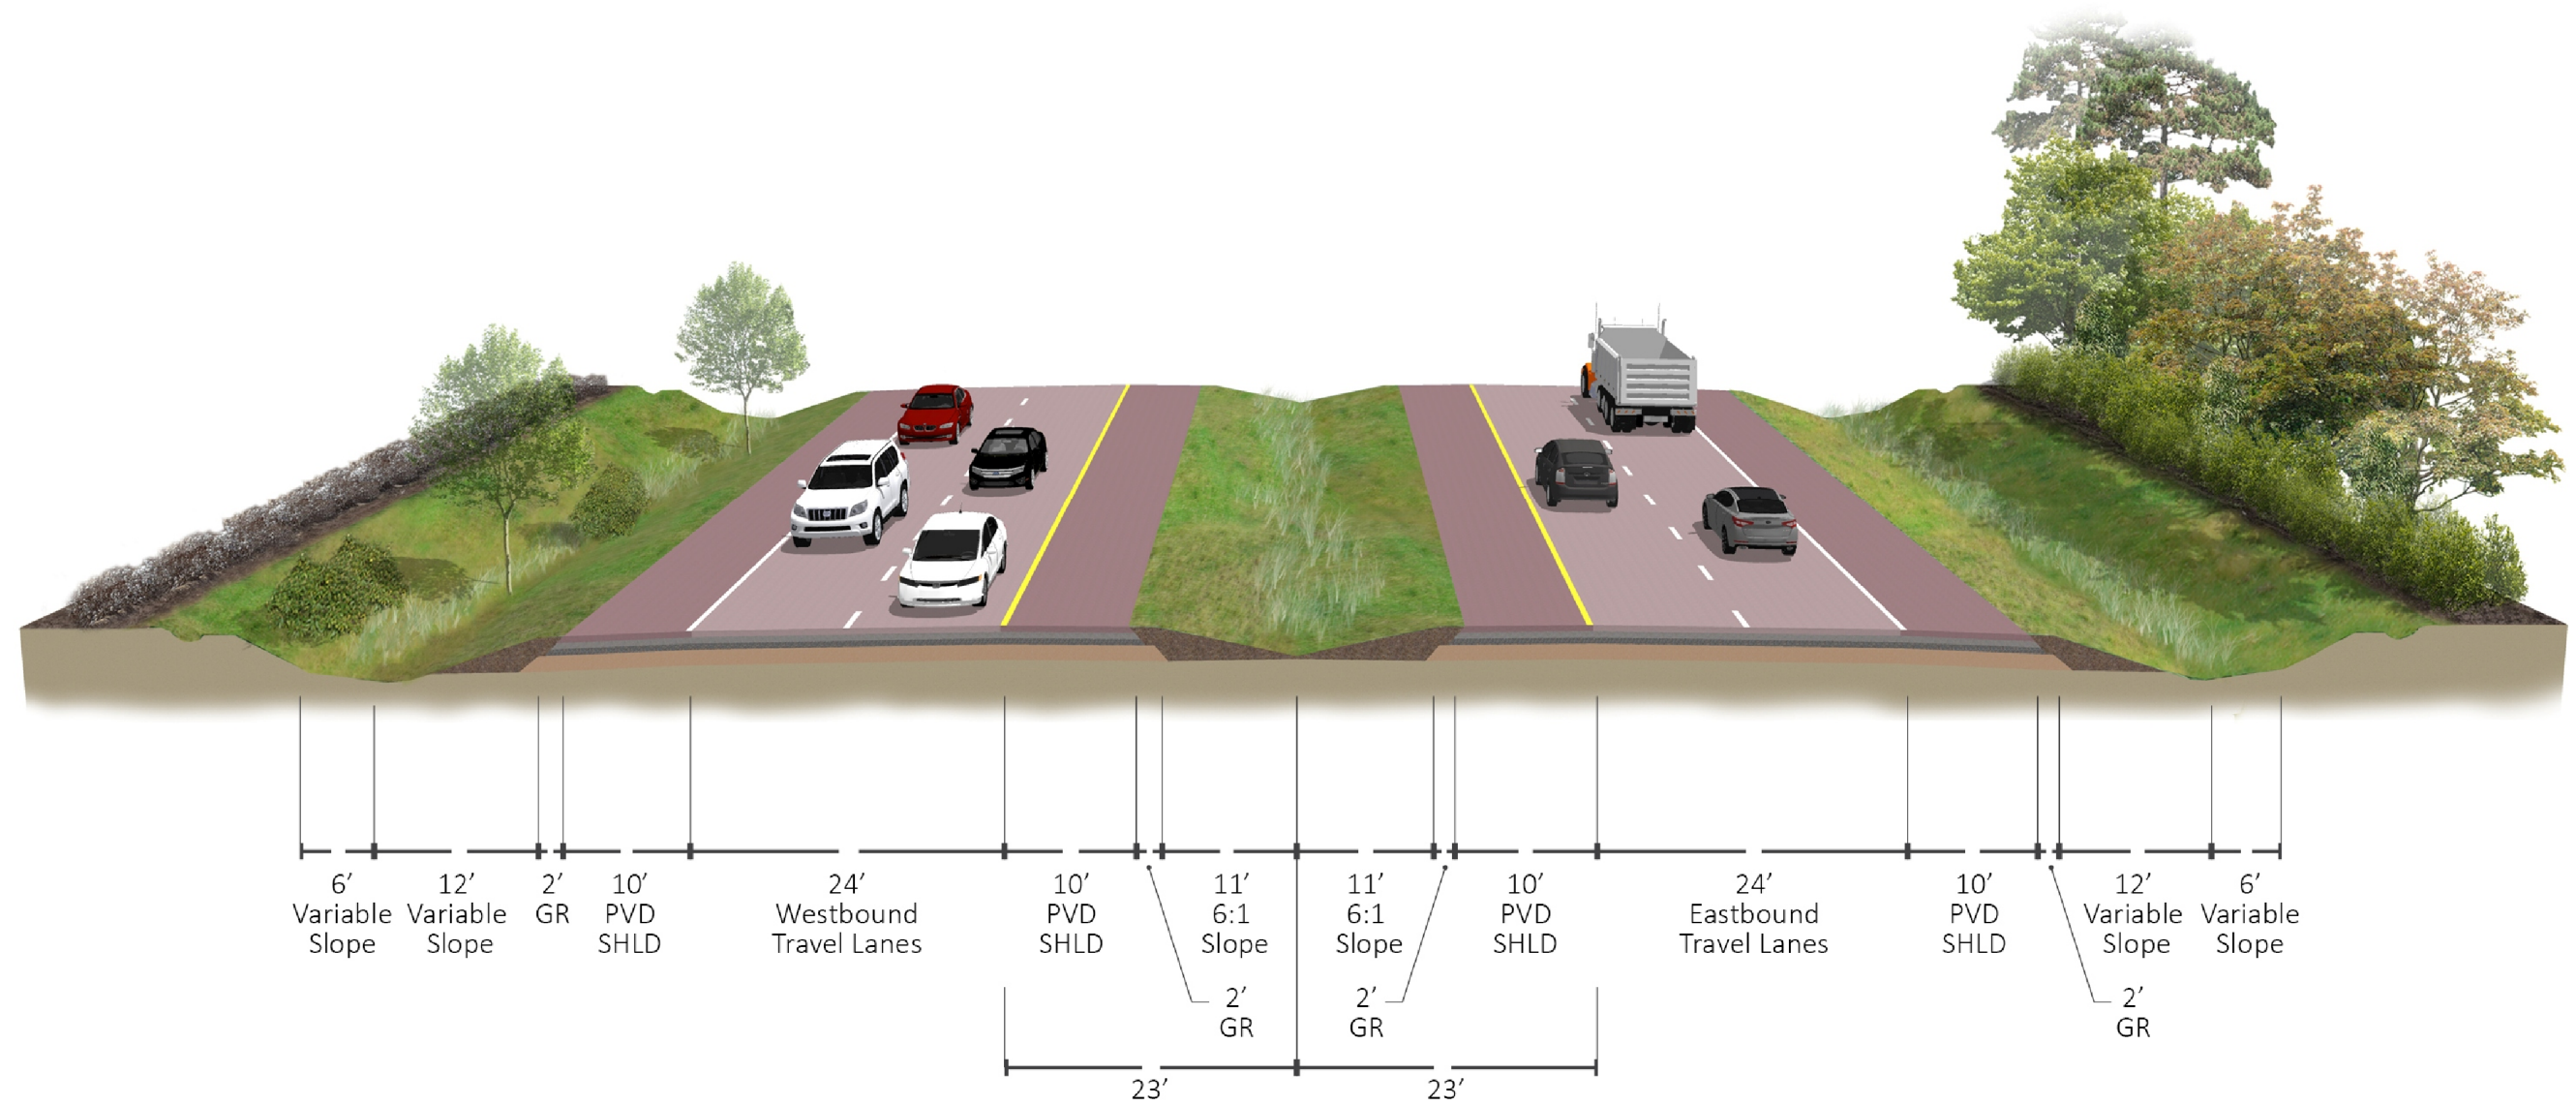 6′
Variable
Slope
12′
Variable
Slope
2′
GR
10′
PVD
SHLD
24′
Westbound
Travel Lanes
10′
PVD
SHLD
2′
GR
11′
6:1
Slope
11′
6:1
Slope
2′
GR
10′
PVD
SHLD
24′
Eastbound
Travel Lanes
10′
PVD
SHLD
2′
GR
12′
Variable
Slope
6′
Variable
Slope
23′
23′